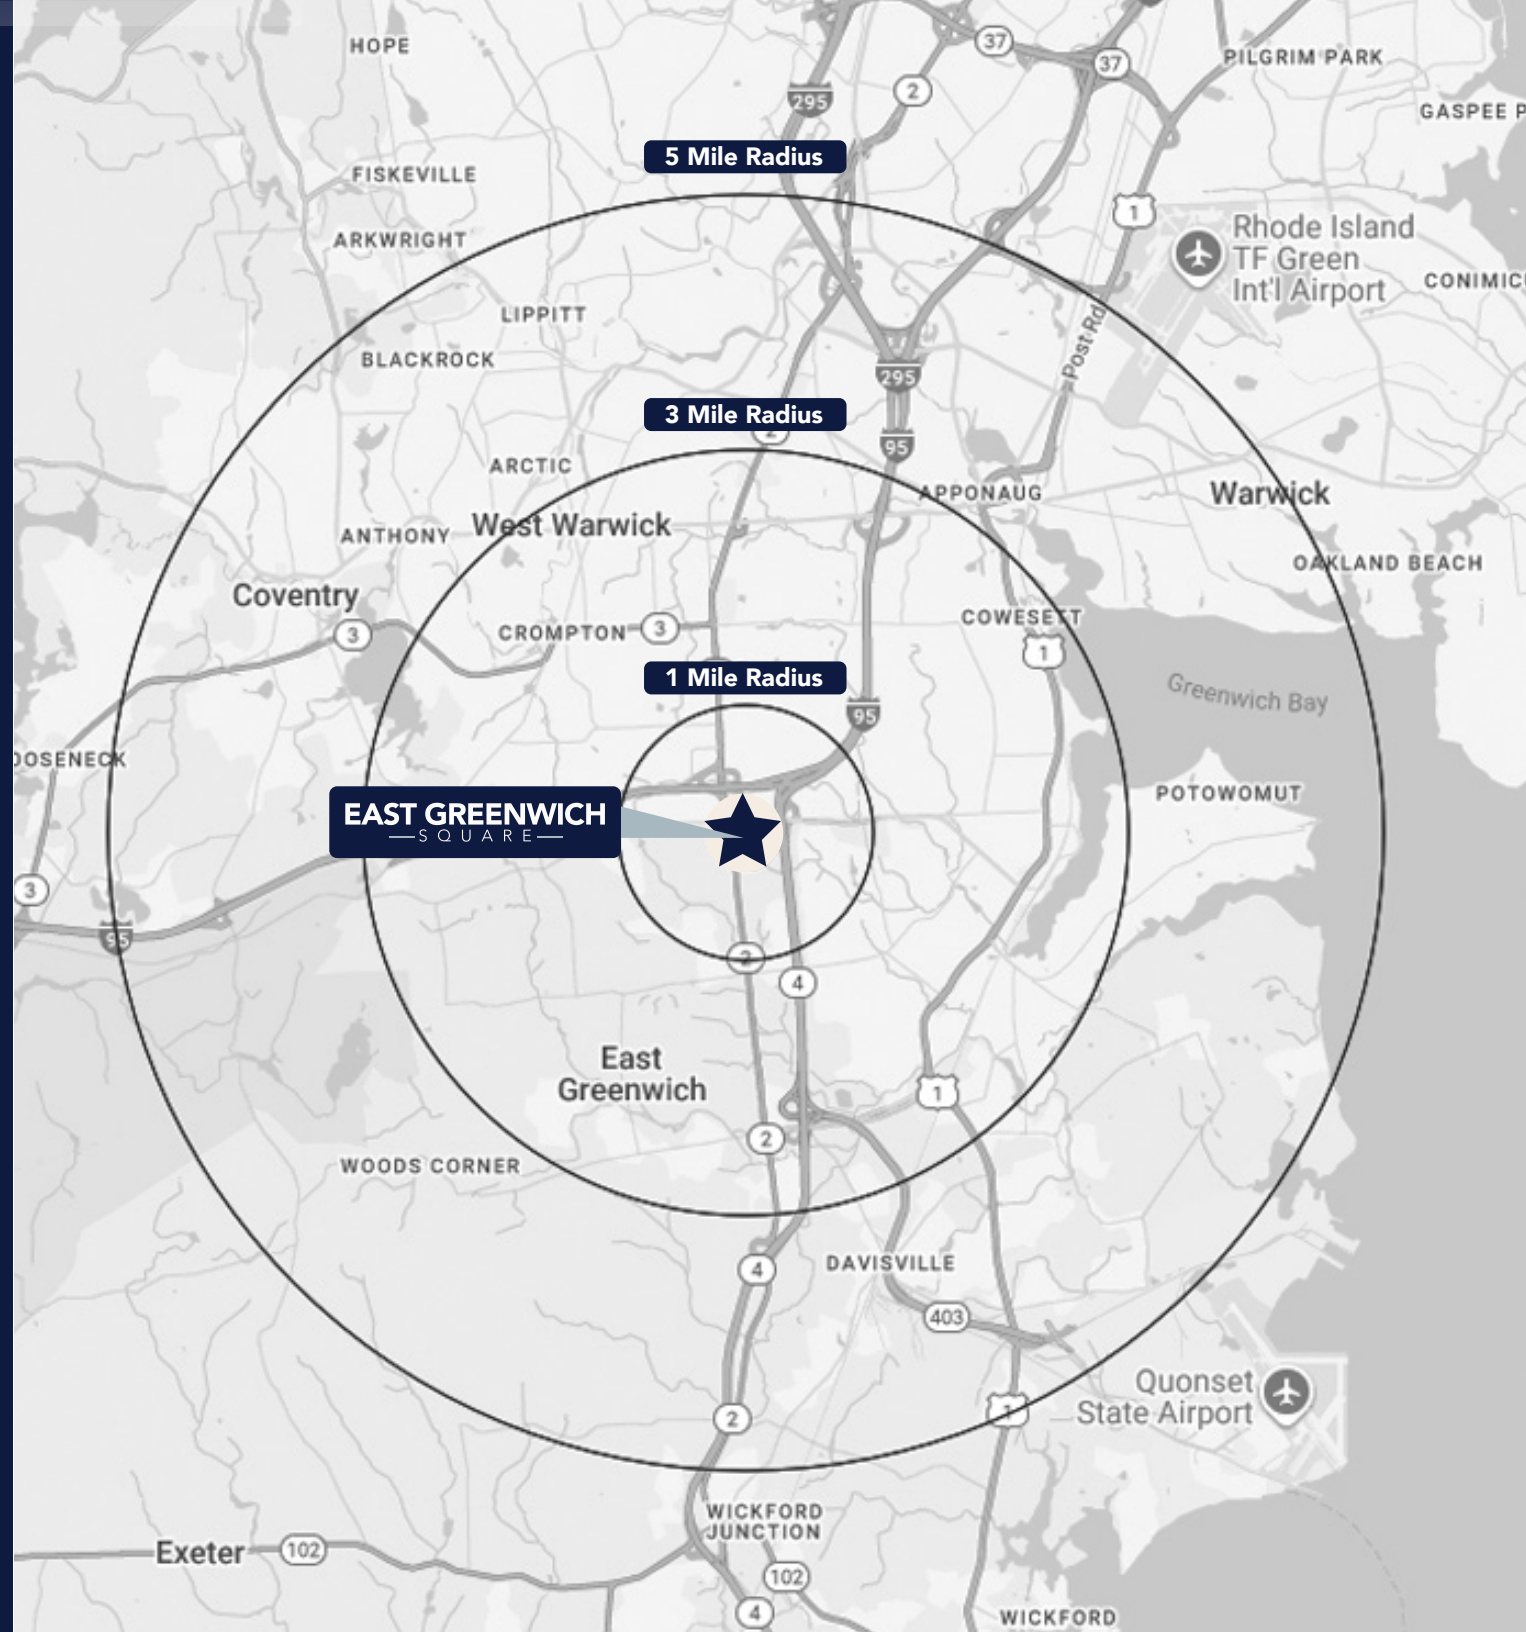 HOPE
37
PILGRIM PARK
37
2
295
GASPEE P
5 Mile Radius
FISKEVILLE
1
Rhode Island
TF Green
Int'l Airport
ARKWRIGHT
CONIMICU
LIPPITT
Post Rd
BLACKROCK
295
3 Mile Radius
2
95
ARCTIC
APPONAUG
Warwick
West Warwick
ANTHONY
OAKLAND BEACH
Coventry
COWESETT
3
CROMPTON
3
1
1 Mile Radius
Greenwich Bay
95
OOSENECK
POTOWOMUT
EAST GREENWICH
SQUARE
3
95
2
4
East
Greenwich
1
2
WOODS CORNER
4
DAVISVILLE
403
Quonset
State Airport
1
2
WICKFORD
JUNCTION
Exeter
102
102
4
WICKFORD